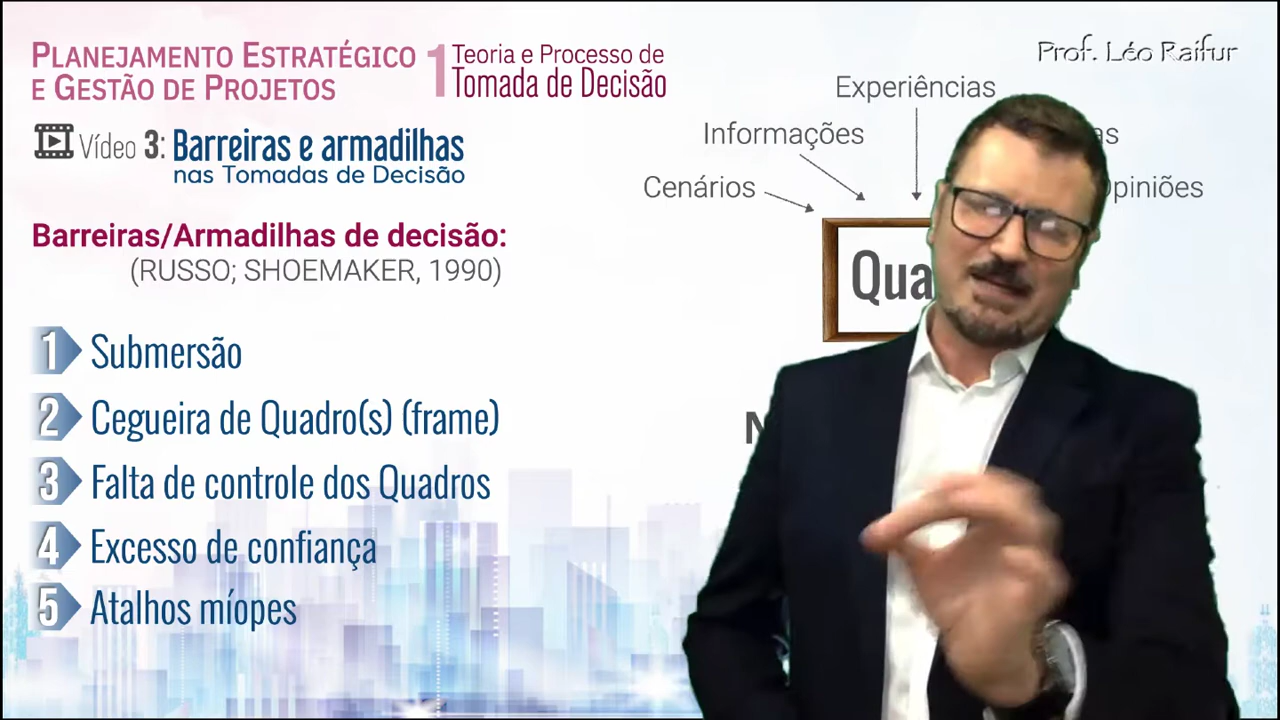 PLANEJAMENTO ESTRATÉGICO
E GESTÃO DE PROJETOS
1
Teoria e Processo de
Tomada de Decisão
Prof. Léo Raifur
Vídeo 3: Barreiras e armadilhas
nas Tomadas de Decisão
Barreiras/Armadilhas de decisão:
(RUSSO; SHOEMAKER, 1990)
1 Submersão
2 Cegueira de Quadro(s) (frame)
3 Falta de controle dos Quadros
4 Excesso de confiança
5 Atalhos míopes
Experiências
Informações
Cenários